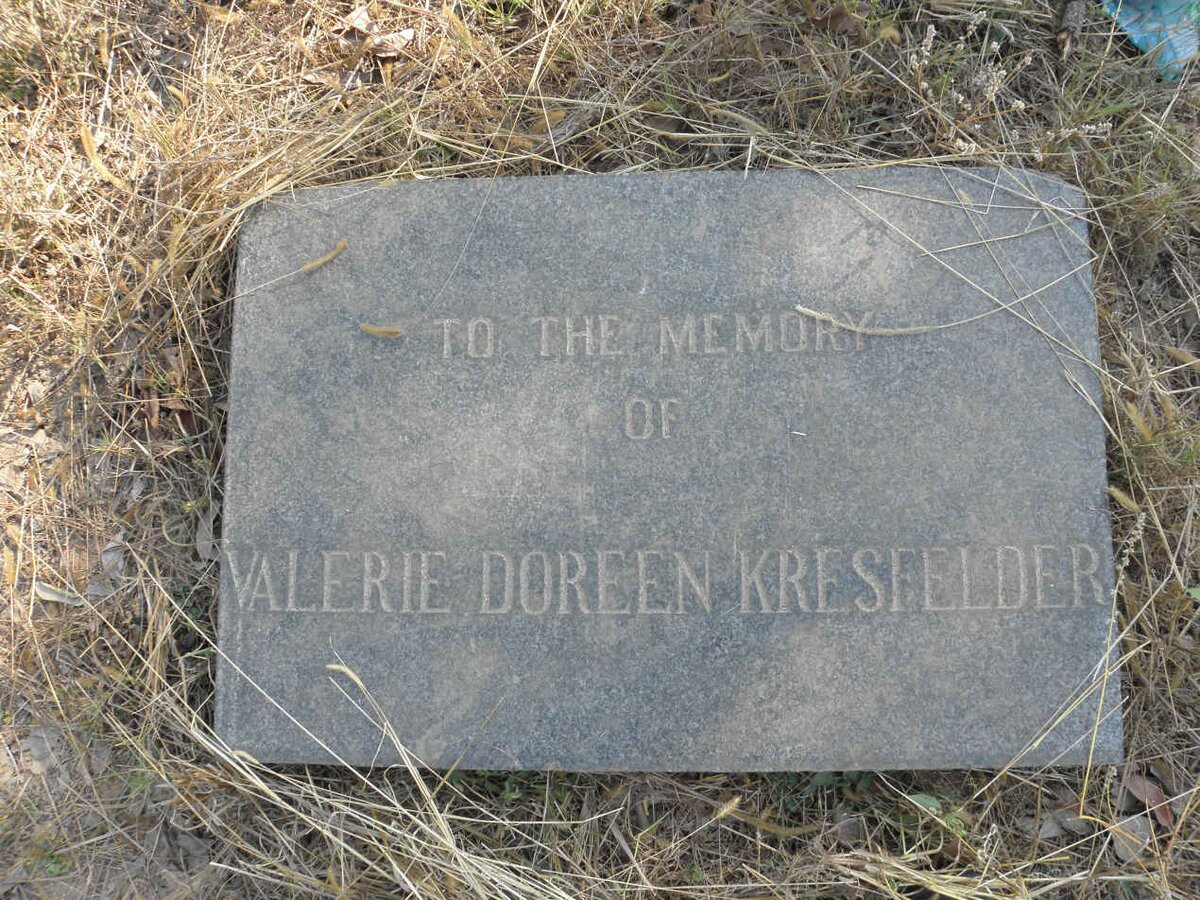 TO THE MEMORY
OF
VALERIE DOREEN KRESFELDER